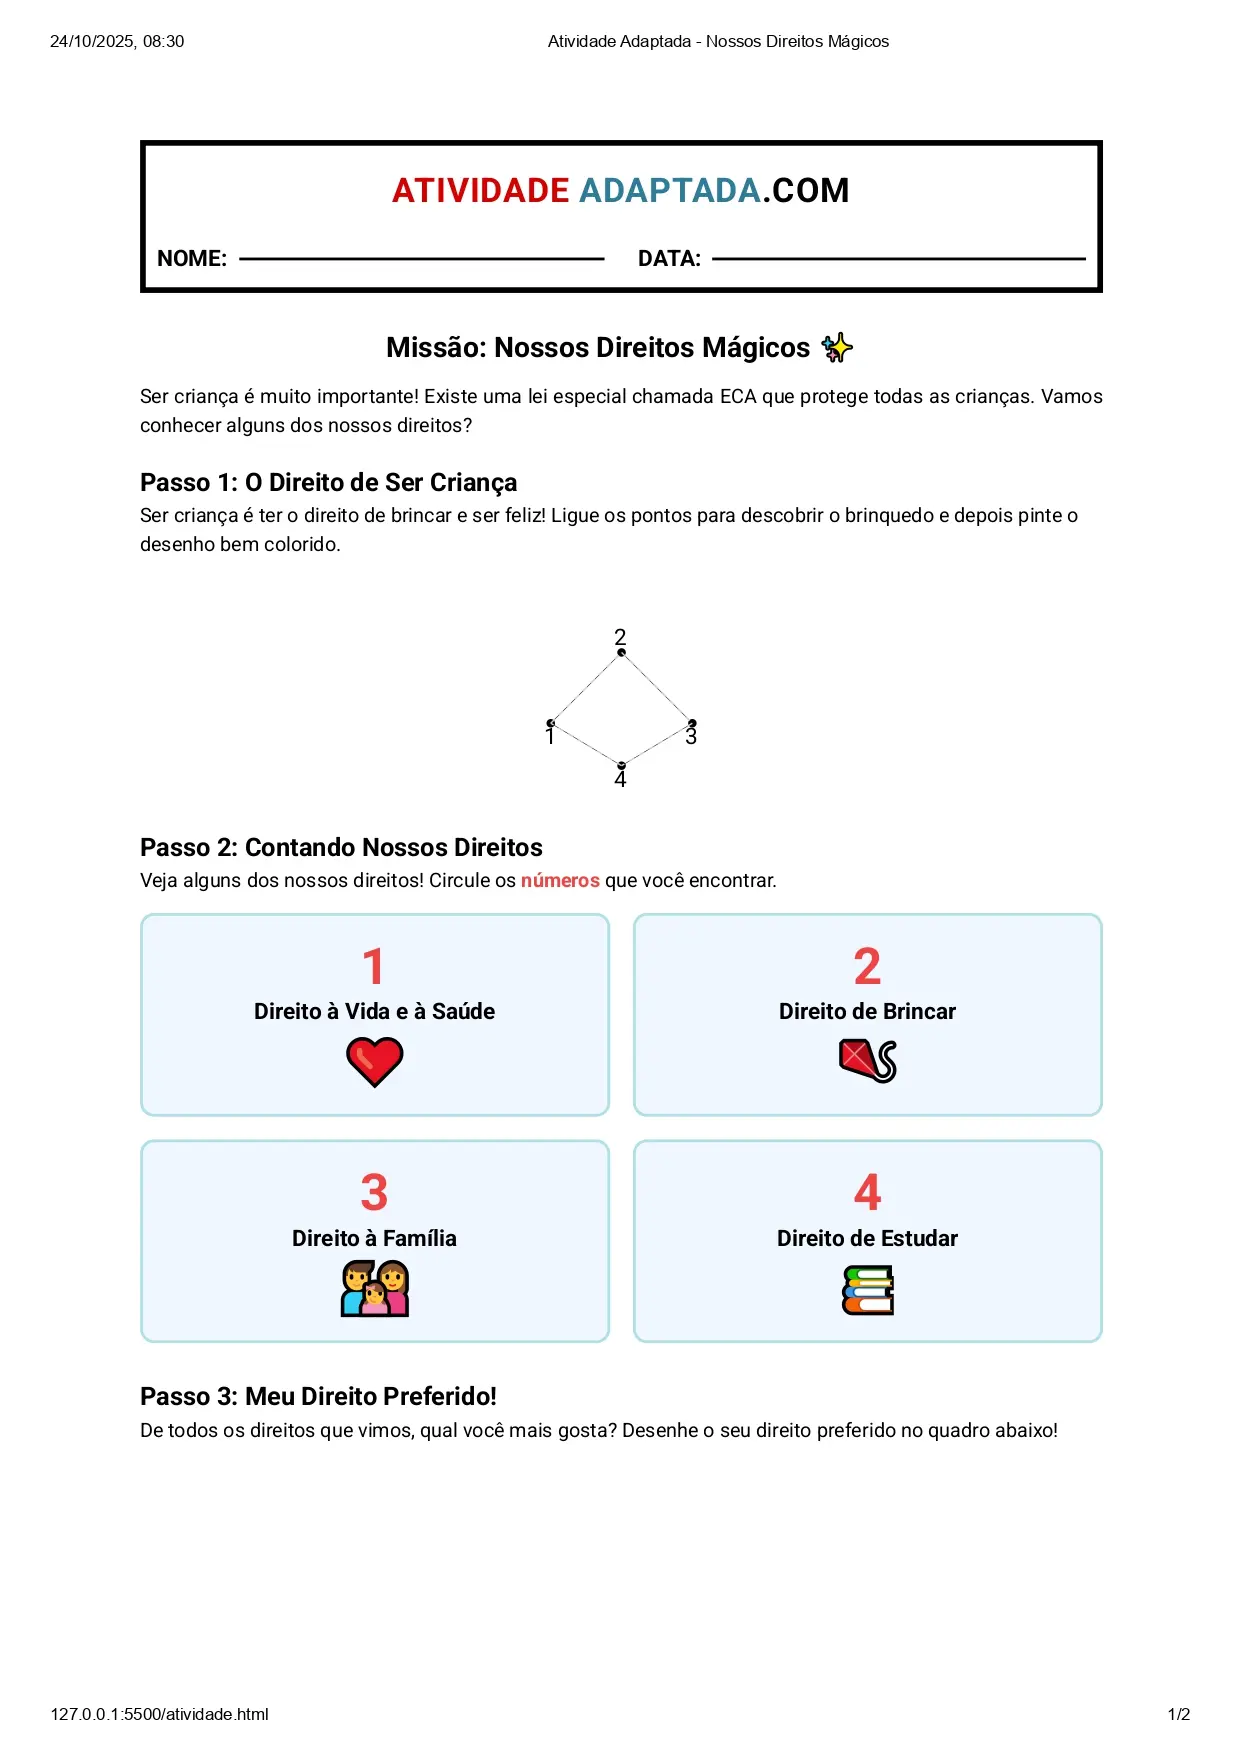 24/10/2025, 08:30
Atividade Adaptada - Nossos Direitos Mágicos
ATIVIDADE ADAPTADA.COM
NOME:
DATA:
Missão: Nossos Direitos Mágicos
Ser criança é muito importante! Existe uma lei especial chamada ECA que protege todas as crianças. Vamos
conhecer alguns dos nossos direitos?
Passo 1: O Direito de Ser Criança
Ser criança é ter o direito de brincar e ser feliz! Ligue os pontos para descobrir o brinquedo e depois pinte o
desenho bem colorido.
2
1
3
4
Passo 2: Contando Nossos Direitos
Veja alguns dos nossos direitos! Circule os números que você encontrar.
1
Direito à Vida e à Saúde
2
Direito de Brincar
3
Direito à Família
4
Direito de Estudar
Passo 3: Meu Direito Preferido!
De todos os direitos que vimos, qual você mais gosta? Desenhe o seu direito preferido no quadro abaixo!
127.0.0.1:5500/atividade.html
1/2